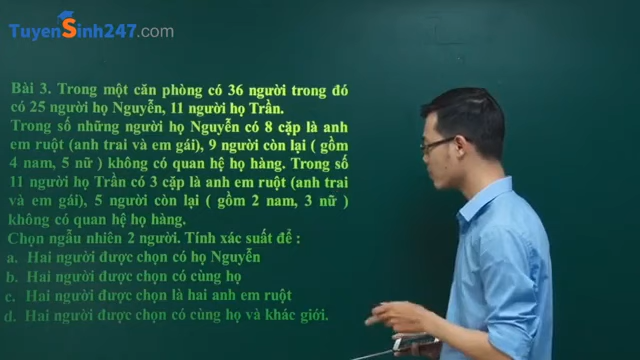 TuyenSinh247.com
Bài 3. Trong một căn phòng có 36 người trong đó
có 25 người họ Nguyễn, 11 người họ Trần.
Trong số những người họ Nguyễn có 8 cặp là anh
em ruột (anh trai và em gái), 9 người còn lại ( gồm
4 nam, 5 nữ ) không có quan hệ họ hàng. Trong số
11 người họ Trần có 3 cặp là anh em ruột (anh trai
và em gái), 5 người còn lại ( gồm 2 nam, 3 nữ )
không có quan hệ họ hàng.
Chọn ngẫu nhiên 2 người. Tính xác suất để :
a. Hai người được chọn có họ Nguyễn
b. Hai người được chọn có cùng họ
c. Hai người được chọn là hai anh em ruột
d. Hai người được chọn có cùng họ và khác giới.